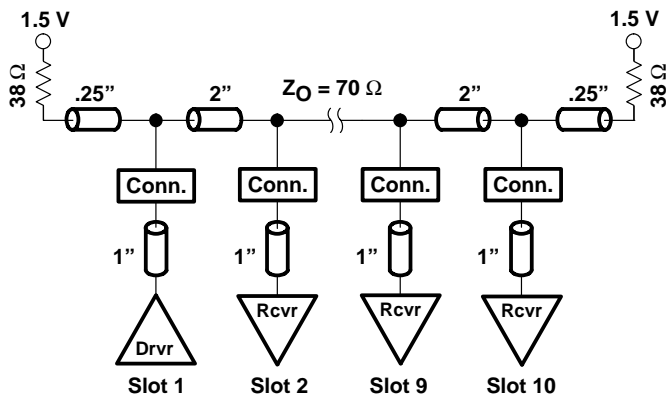 1.5 V
1.5 V
38 Ω
.25”
2”
ZO = 70 Ω
2”
.25”
38 Ω
Conn.
Conn.
Conn.
Conn.
1”
1”
1”
1”
Drvr
Rcvr
Rcvr
Rcvr
Slot 1
Slot 2
Slot 9
Slot 10